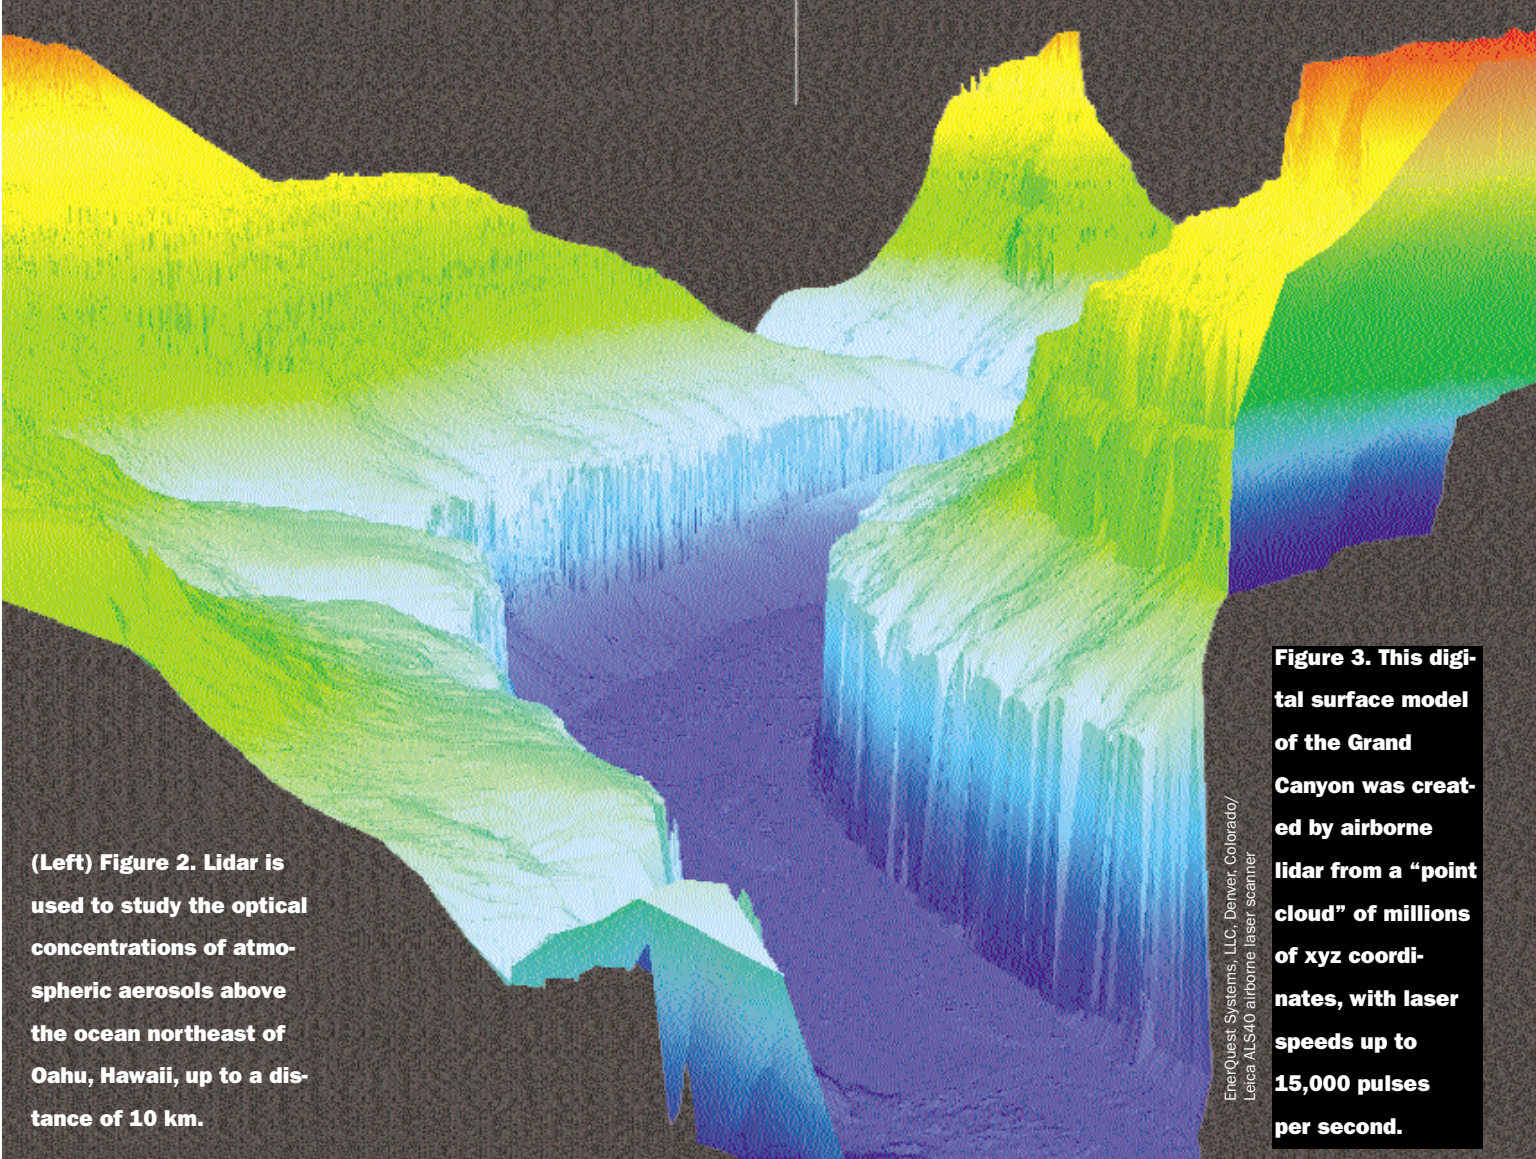 (Left) Figure 2. Lidar is
used to study the optical
concentrations of atmo-
spheric aerosols above
the ocean northeast of
Oahu, Hawaii, up to a dis-
tance of 10 km.
EnerQuest Systems, LLC, Denver, Colorado/
Leica ALS40 airborne laser scanner
Figure 3. This digi-
tal surface model
of the Grand
Canyon was creat-
ed by airborne
lidar from a “point
cloud” of millions
of xyz coordi-
nates, with laser
speeds up to
15,000 pulses
per second.